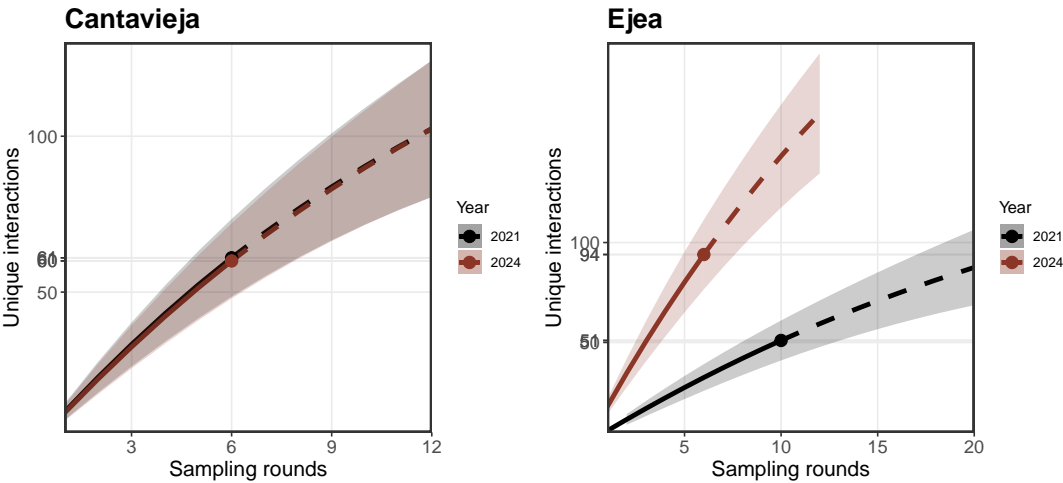 Cantavieja
Unique interactions
100
61
60
50
3 6 9 12
Sampling rounds
Year
2021
2024
Ejea
Unique interactions
100
94
51
50
5 10 15 20
Sampling rounds
Year
2021
2024